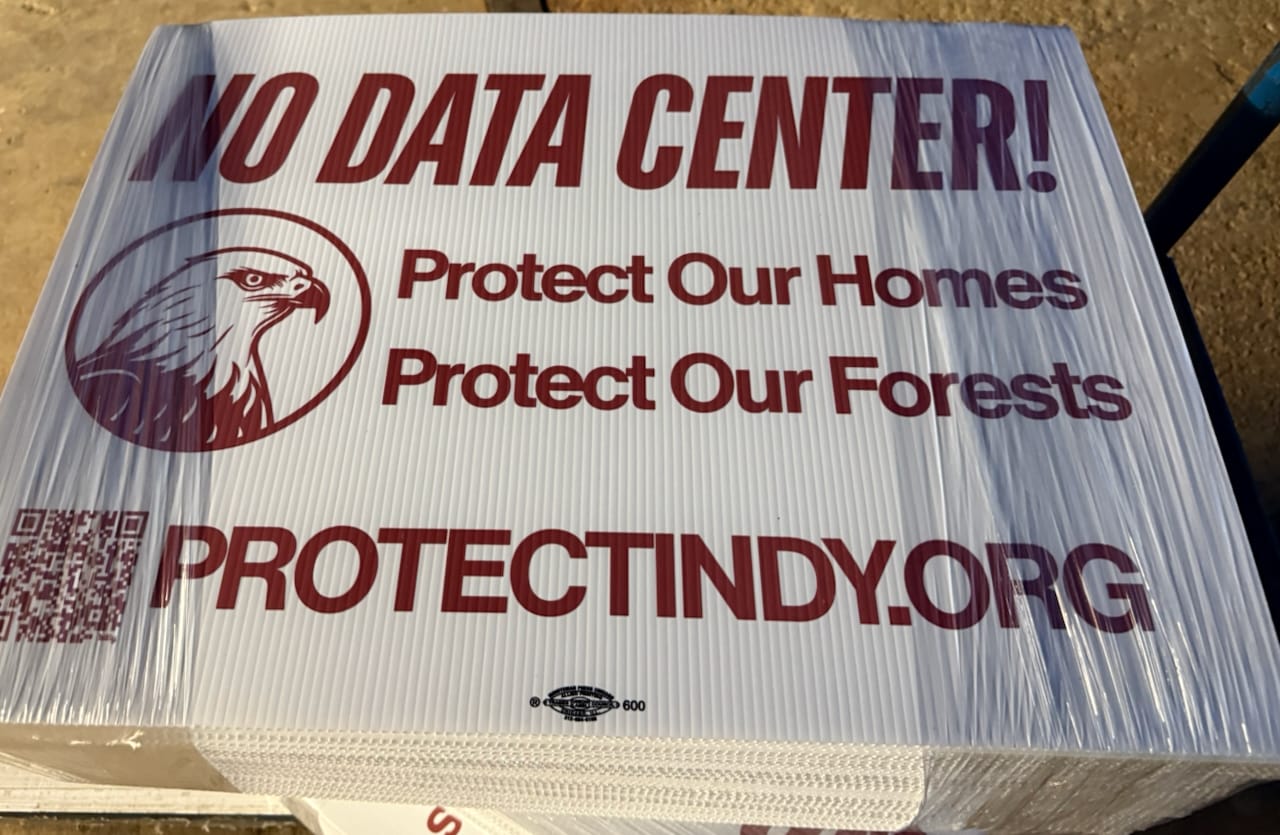 NO DATA CENTER!
Protect Our Homes
Protect Our Forests
PROTECTINDY.ORG
® 600
S